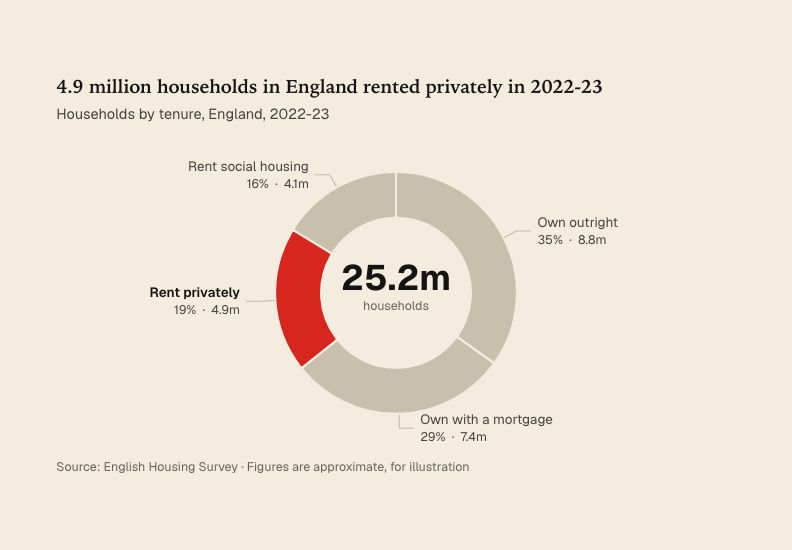 4.9 million households in England rented privately in 2022-23
Households by tenure, England, 2022-23
Rent social housing
16% · 4.1m
Own outright
35% · 8.8m
25.2m
households
Rent privately
19% · 4.9m
Own with a mortgage
29% · 7.4m
Source: English Housing Survey · Figures are approximate, for illustration